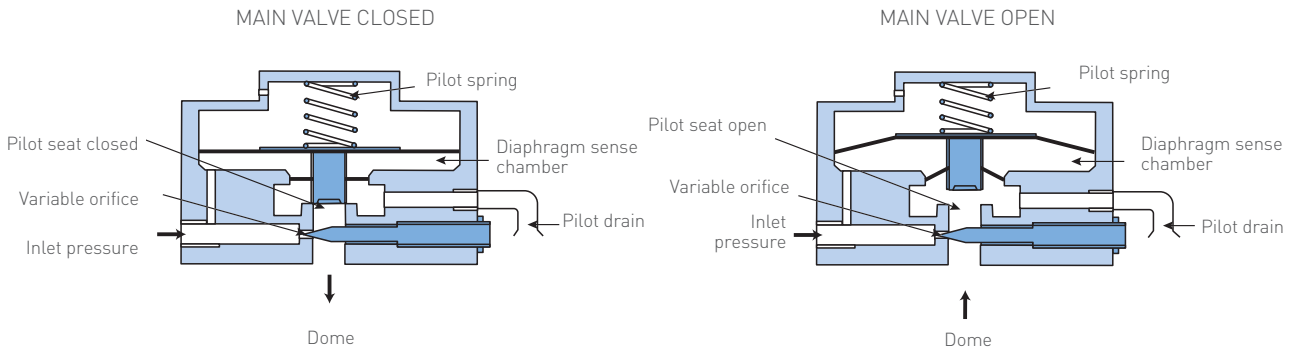 MAIN VALVE CLOSED
Pilot spring
Pilot seat closed
Diaphragm sense
chamber
Variable orifice
Pilot drain
Inlet pressure
Dome
MAIN VALVE OPEN
Pilot spring
Pilot seat open
Diaphragm sense
chamber
Variable orifice
Inlet
pressure
Pilot drain
Dome